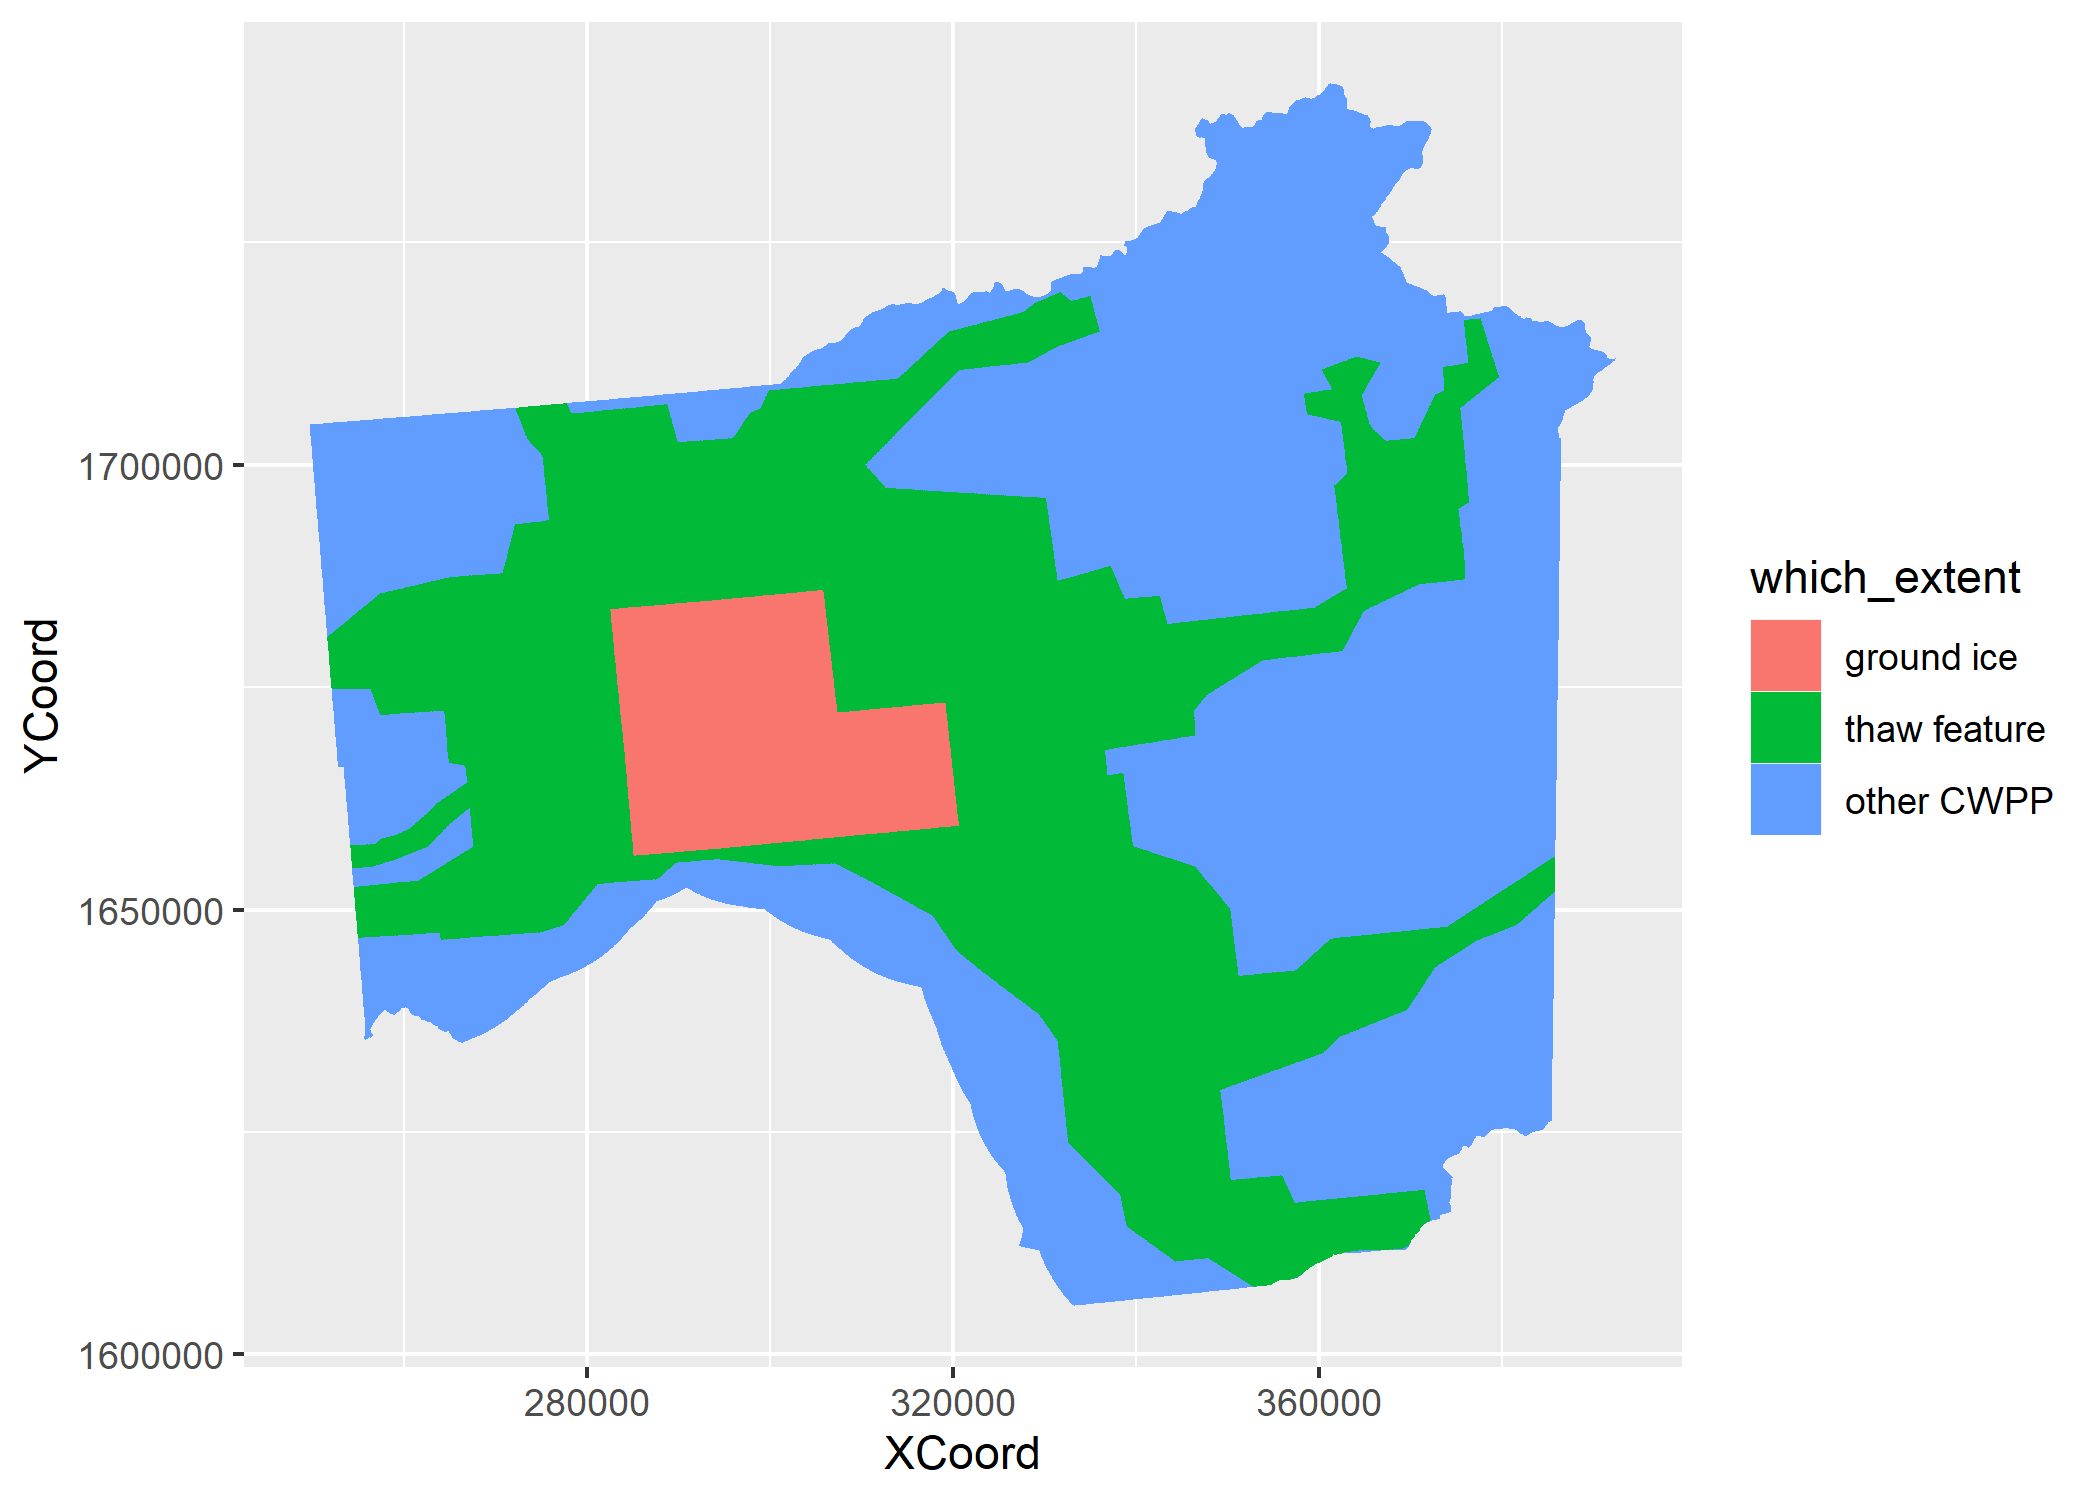 YCoord
1700000
1650000
1600000
280000
320000
360000
XCoord
which_extent
ground ice
thaw feature
other CWPP